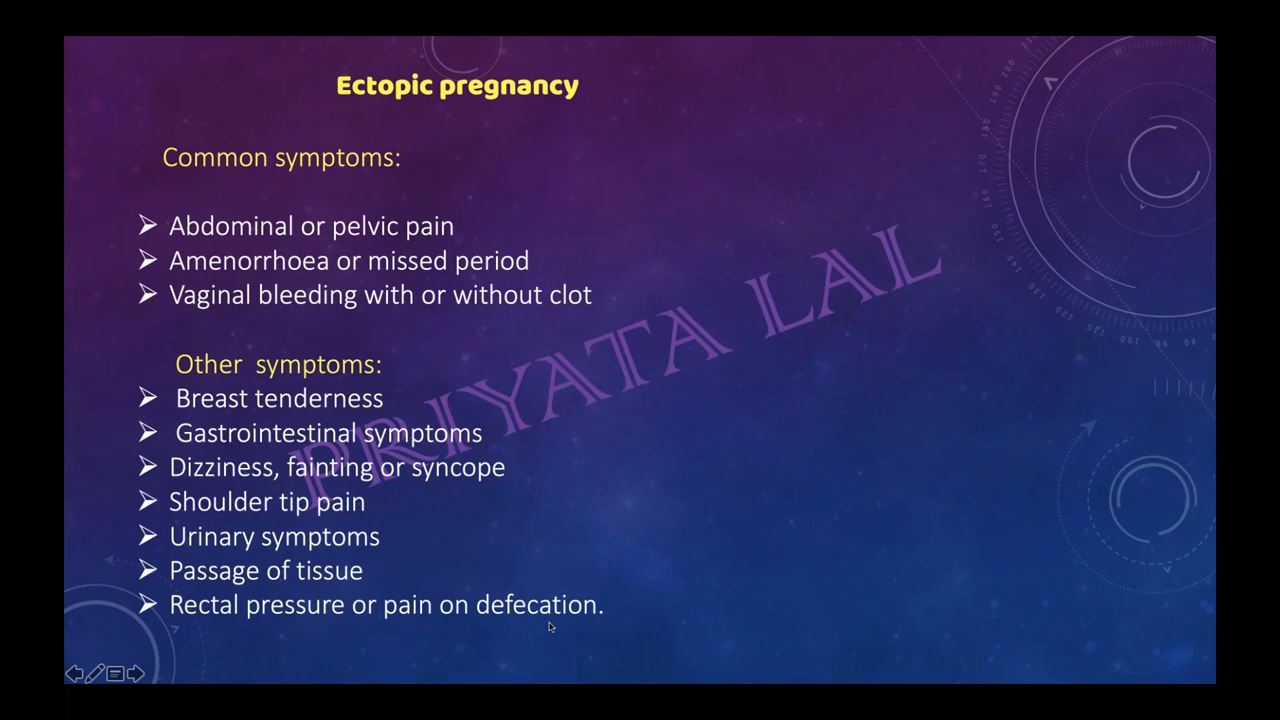 Ectopic pregnancy
Common symptoms:
➢ Abdominal or pelvic pain
➢ Amenorrhoea or missed period
➢ Vaginal bleeding with or without clot
Other symptoms:
➢ Breast tenderness
➢ Gastrointestinal symptoms
➢ Dizziness, fainting or syncope
➢ Shoulder tip pain
➢ Urinary symptoms
➢ Passage of tissue
➢ Rectal pressure or pain on defecation.
PRIYATA LAL